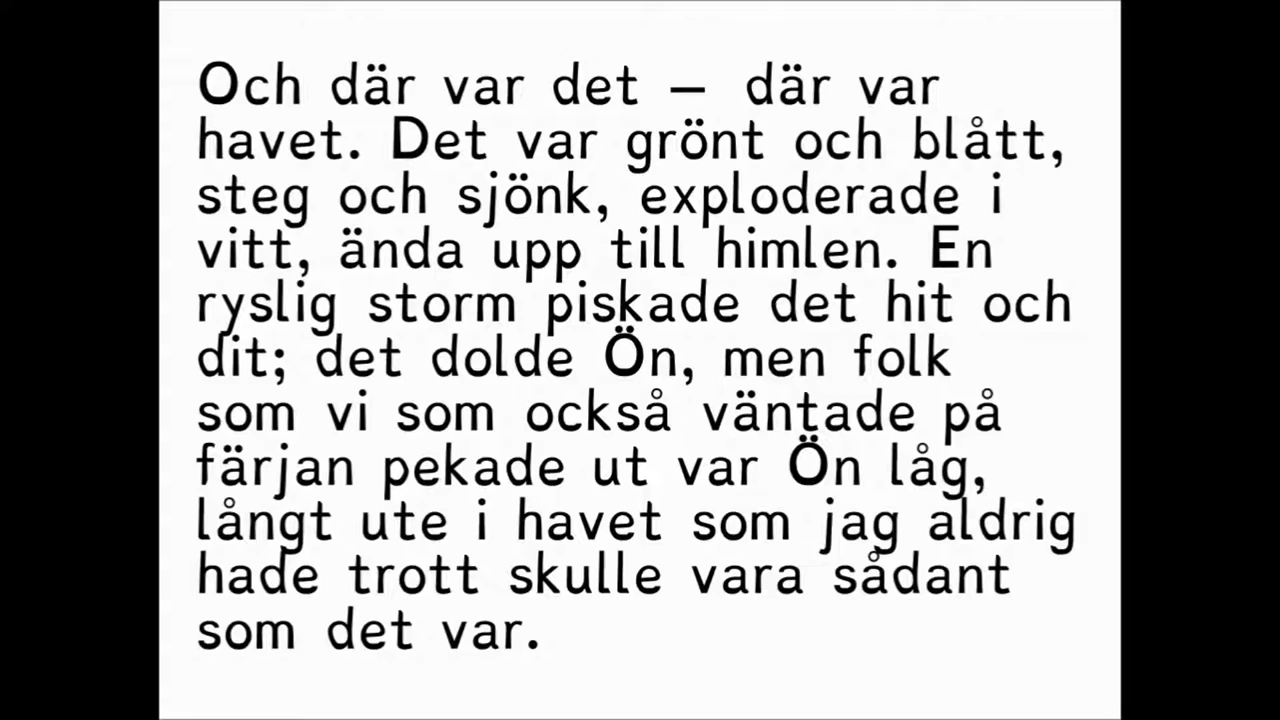 Och där var det – där var
havet. Det var grönt och blått,
steg och sjönk, exploderade i
vitt, ända upp till himlen. En
ryslig storm piskade det hit och
dit; det dolde Ön, men folk
som vi som också väntade på
färjan pekade ut var Ön låg,
långt ute i havet som jag aldrig
hade trott skulle vara sådant
som det var.